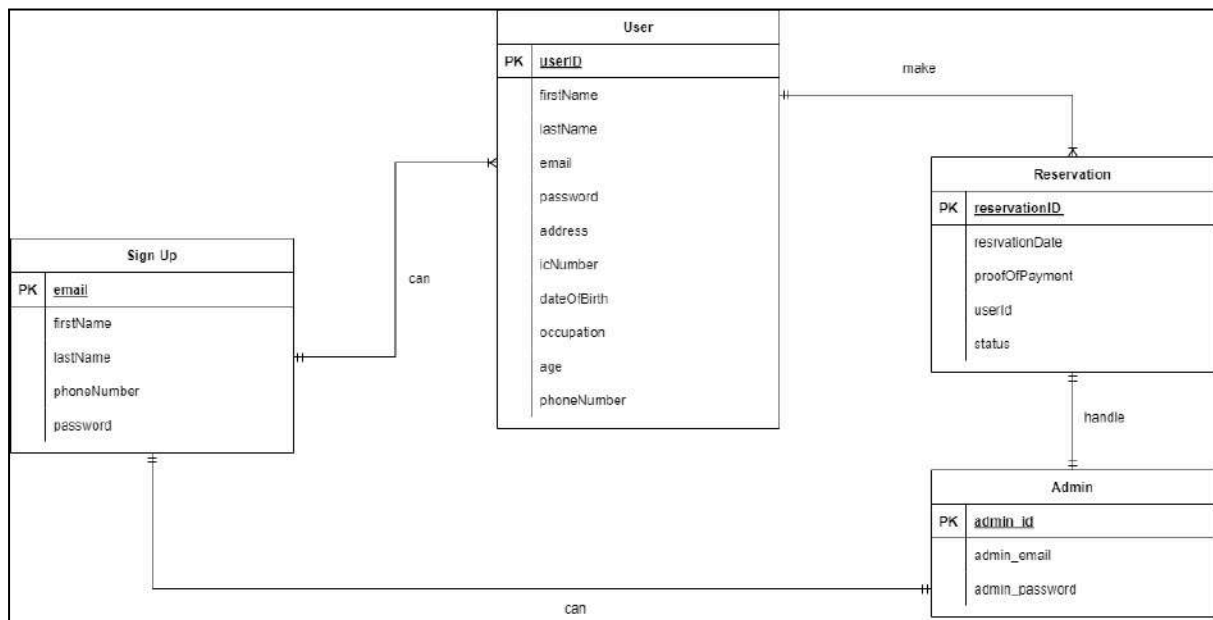 User
PK userID
firstName
lastName
email
password
address
icNumber
dateOfBirth
occupation
age
phoneNumber
make
Reservation
PK reservationID
resrvationDate
proofOfPayment
userId
status
can
Sign Up
PK email
firstName
lastName
phoneNumber
password
handle
Admin
PK admin_id
admin_email
admin_password
can